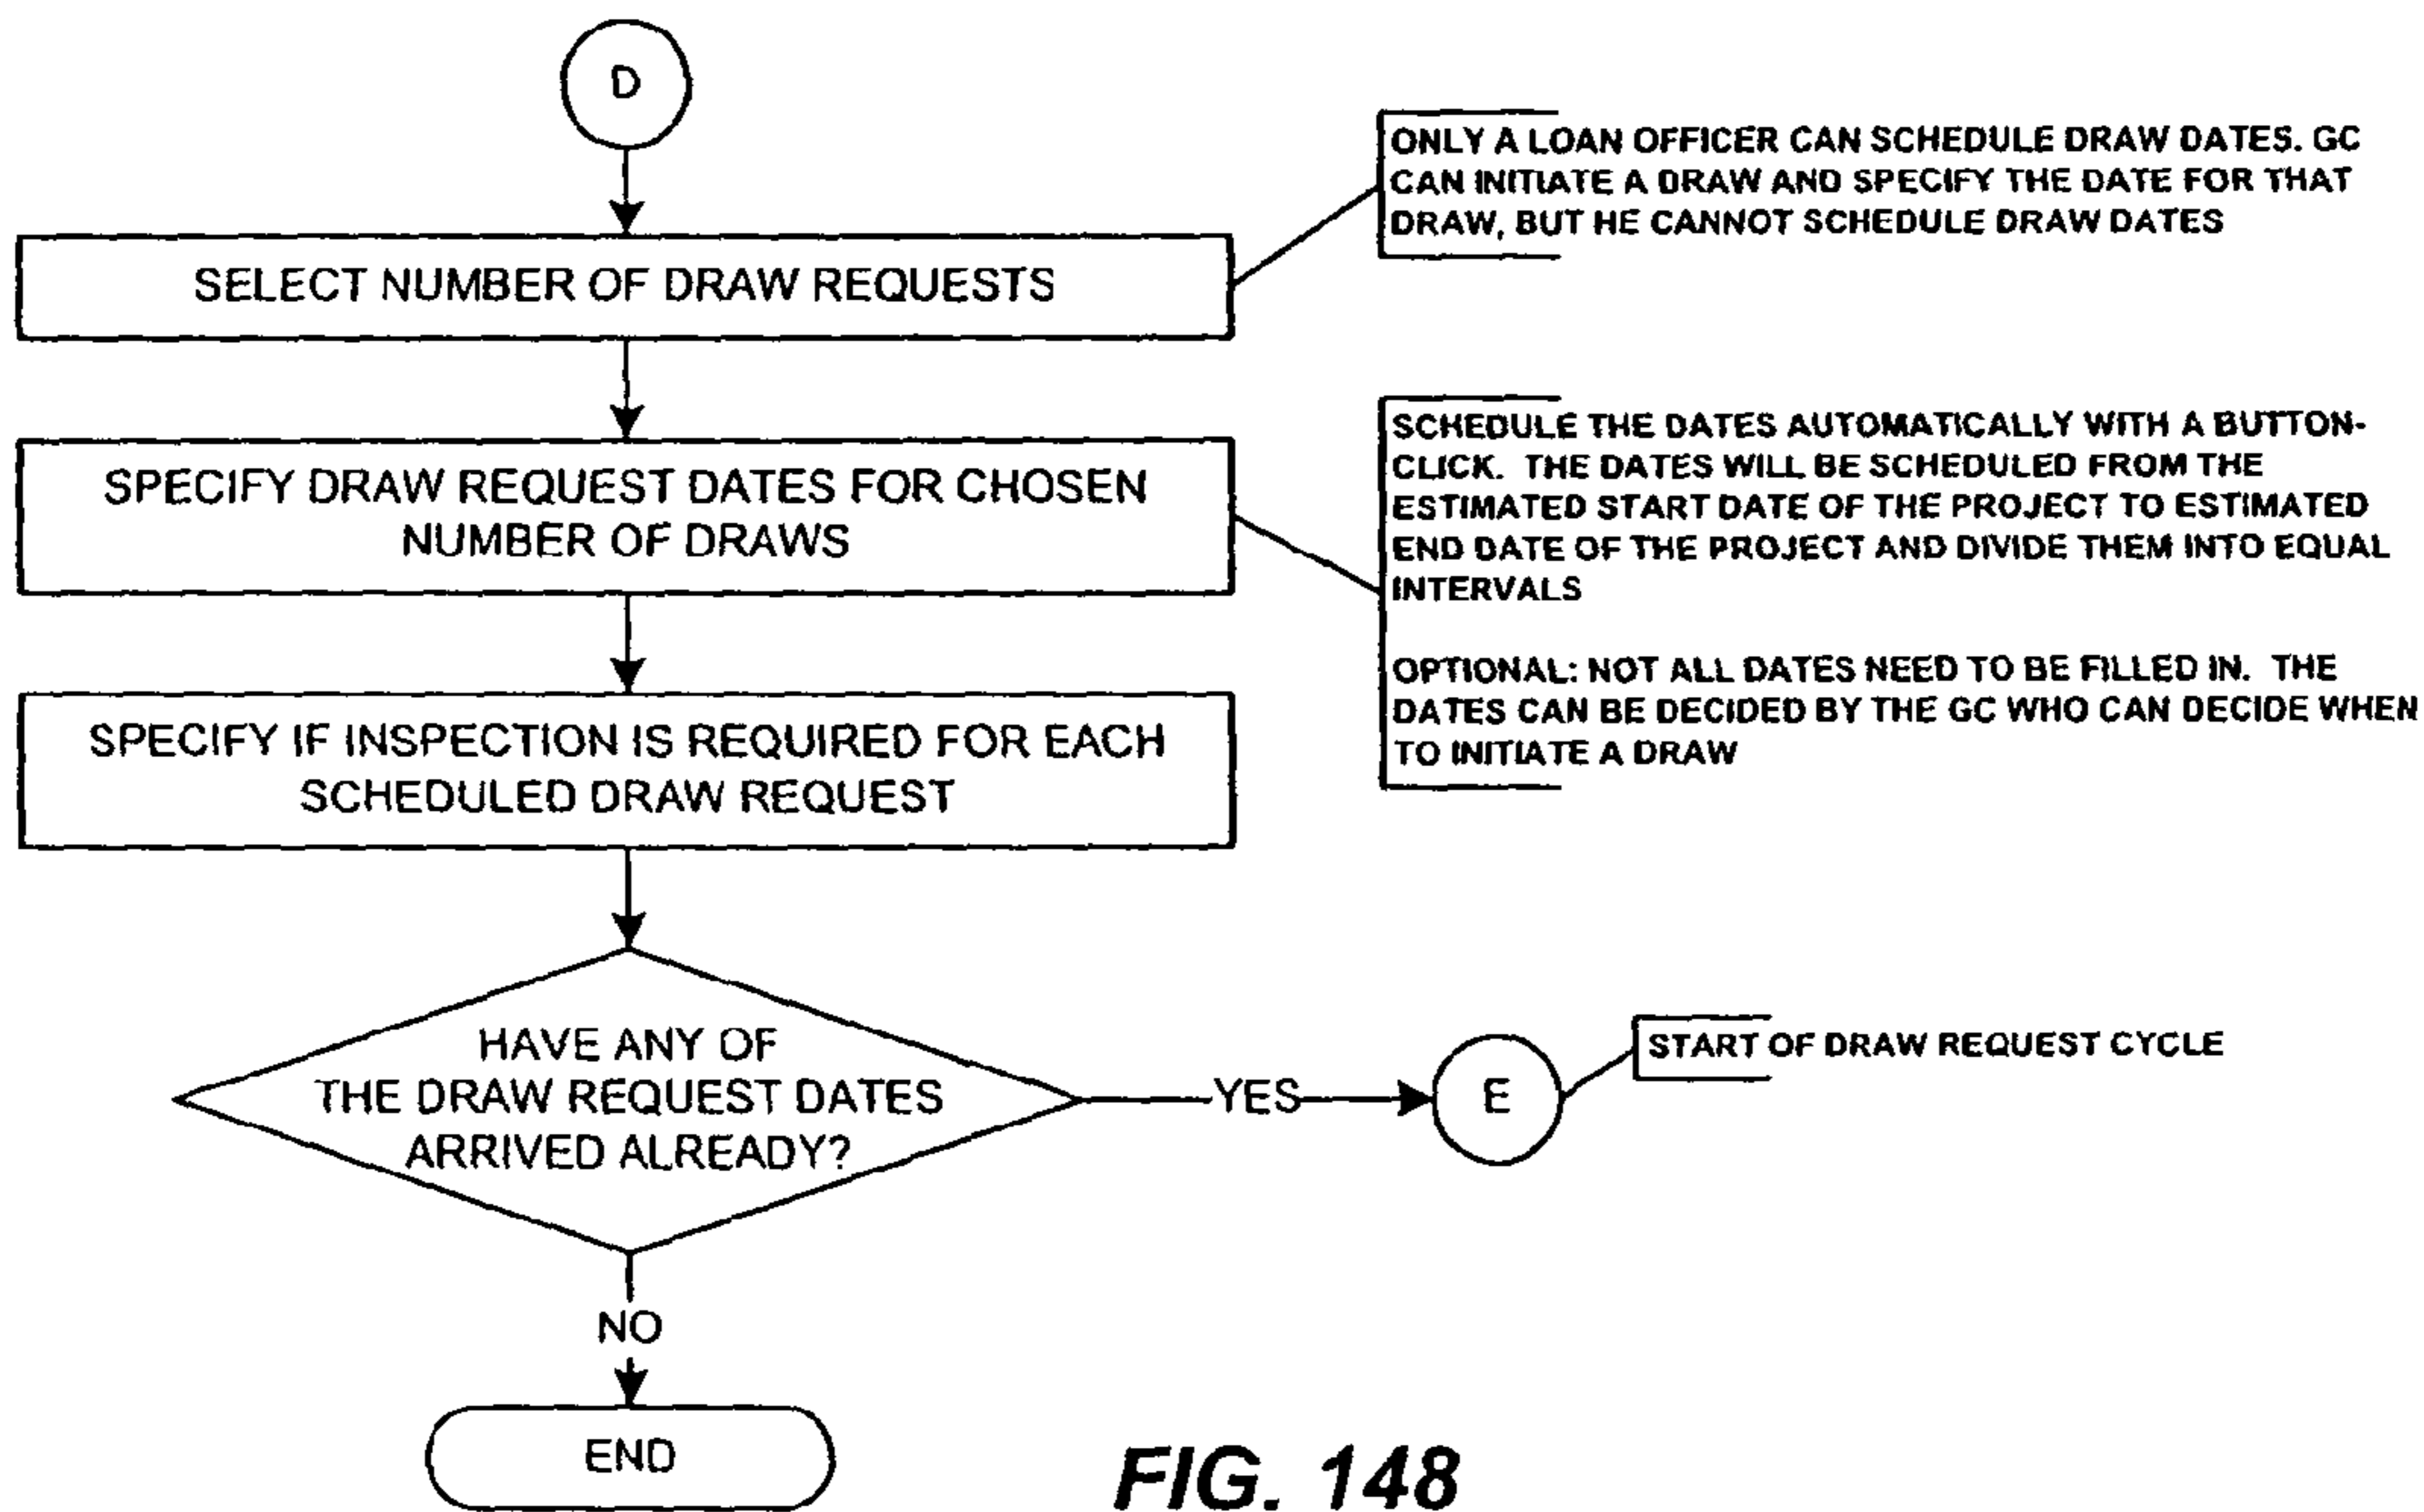 D
ONLY A LOAN OFFICER CAN SCHEDULE DRAW DATES. GC
CAN INITIATE A DRAW AND SPECIFY THE DATE FOR THAT
DRAW, BUT HE CANNOT SCHEDULE DRAW DATES
SELECT NUMBER OF DRAW REQUESTS
SPECIFY DRAW REQUEST DATES FOR CHOSEN
NUMBER OF DRAWS
SCHEDULE THE DATES AUTOMATICALLY WITH A BUTTON-
CLICK. THE DATES WILL BE SCHEDULED FROM THE
ESTIMATED START DATE OF THE PROJECT TO ESTIMATED
END DATE OF THE PROJECT AND DIVIDE THEM INTO EQUAL
INTERVALS
OPTIONAL: NOT ALL DATES NEED TO BE FILLED IN. THE
DATES CAN BE DECIDED BY THE GC WHO CAN DECIDE WHEN
TO INITIATE A DRAW
SPECIFY IF INSPECTION IS REQUIRED FOR EACH
SCHEDULED DRAW REQUEST
HAVE ANY OF
THE DRAW REQUEST DATES
ARRIVED ALREADY?
YES
E
START OF DRAW REQUEST CYCLE
NO
END
FIG. 148